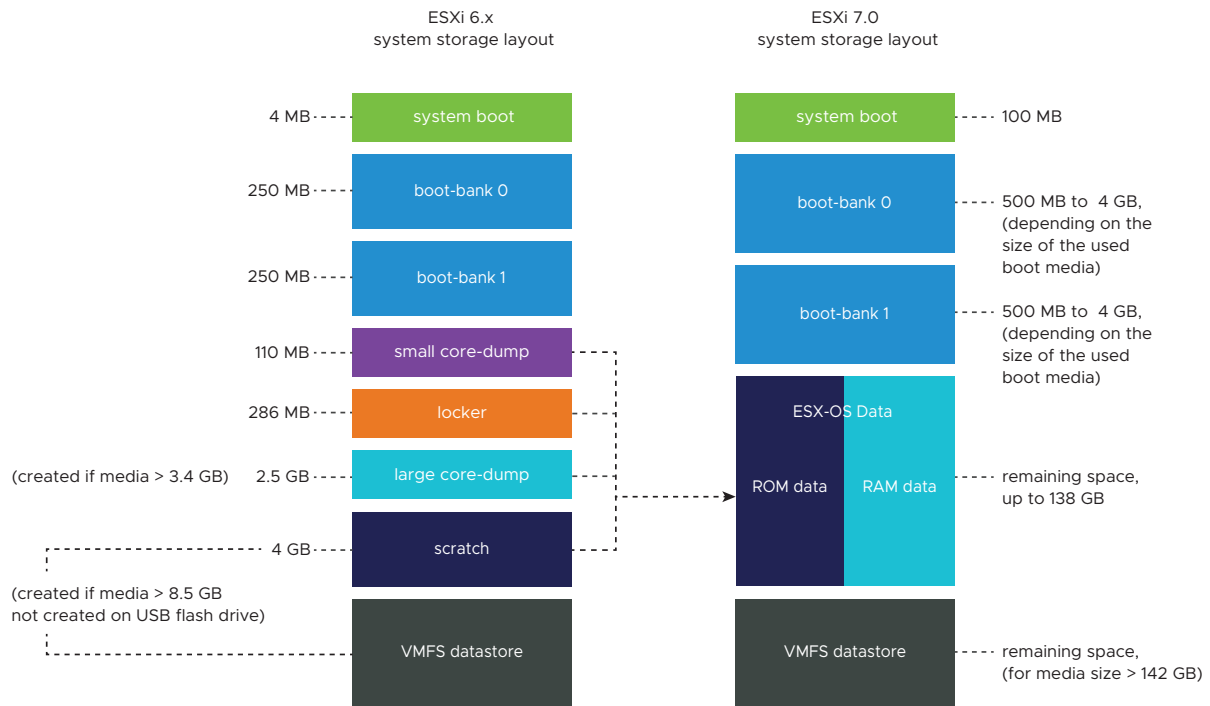 ESXi 6.x
system storage layout
ESXi 7.0
system storage layout
4 MB
system boot
system boot
100 MB
250 MB
boot-bank 0
boot-bank 0
500 MB to 4 GB,
(depending on the
size of the used
boot media)
250 MB
boot-bank 1
boot-bank 1
500 MB to 4 GB,
(depending on the
size of the used
boot media)
110 MB
small core-dump
286 MB
locker
ESX-OS Data
(created if media > 3.4 GB)
2.5 GB
large core-dump
ROM data
RAM data
remaining space,
up to 138 GB
4 GB
scratch
(created if media > 8.5 GB
not created on USB flash drive)
VMFS datastore
VMFS datastore
remaining space,
(for media size > 142 GB)